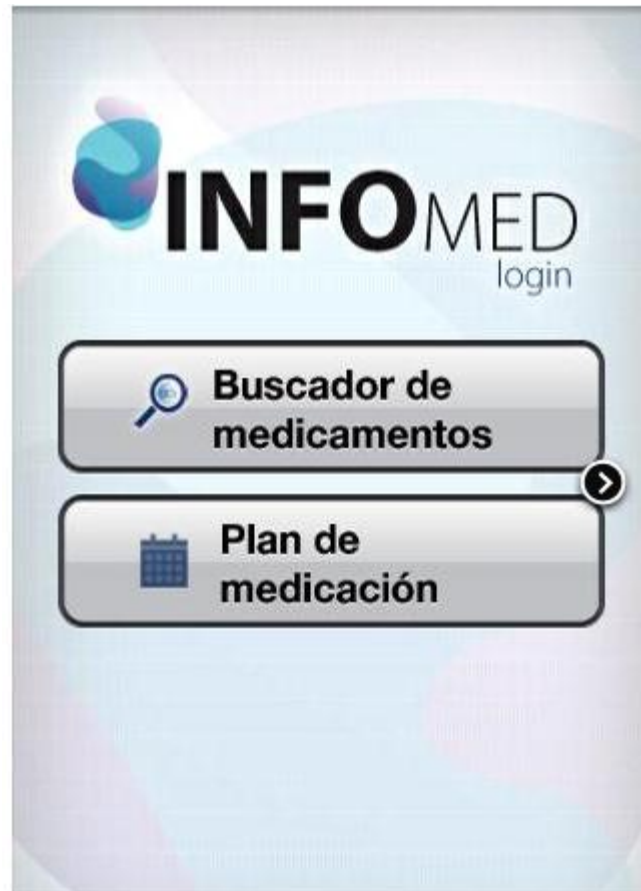 INFOMED
login
Buscador de
medicamentos
Plan de
medicación